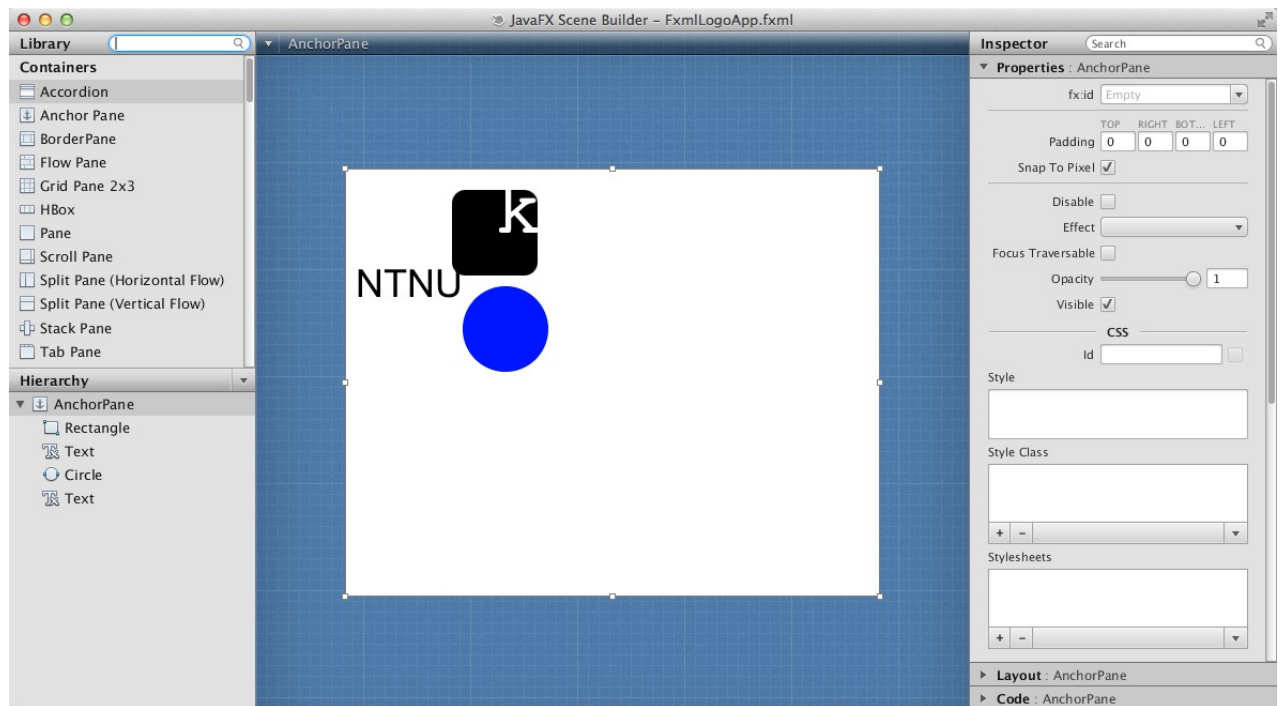 JavaFX Scene Builder – FxmlLogoApp.fxml
Library
Containers
Accordion
Anchor Pane
BorderPane
Flow Pane
Grid Pane 2x3
HBox
Pane
Scroll Pane
Split Pane (Horizontal Flow)
Split Pane (Vertical Flow)
Stack Pane
Tab Pane
Hierarchy
AnchorPane
Rectangle
Text
Circle
Text
AnchorPane
k
NTNU
Inspector Search
Properties : AnchorPane
fx:id Empty
TOP RIGHT BOT... LEFT
Padding 0 0 0 0
Snap To Pixel
Disable
Effect
Focus Traversable
Opacity 1
Visible
CSS
Id
Style
Style Class
+ –
Stylesheets
+ –
Layout : AnchorPane
Code : AnchorPane